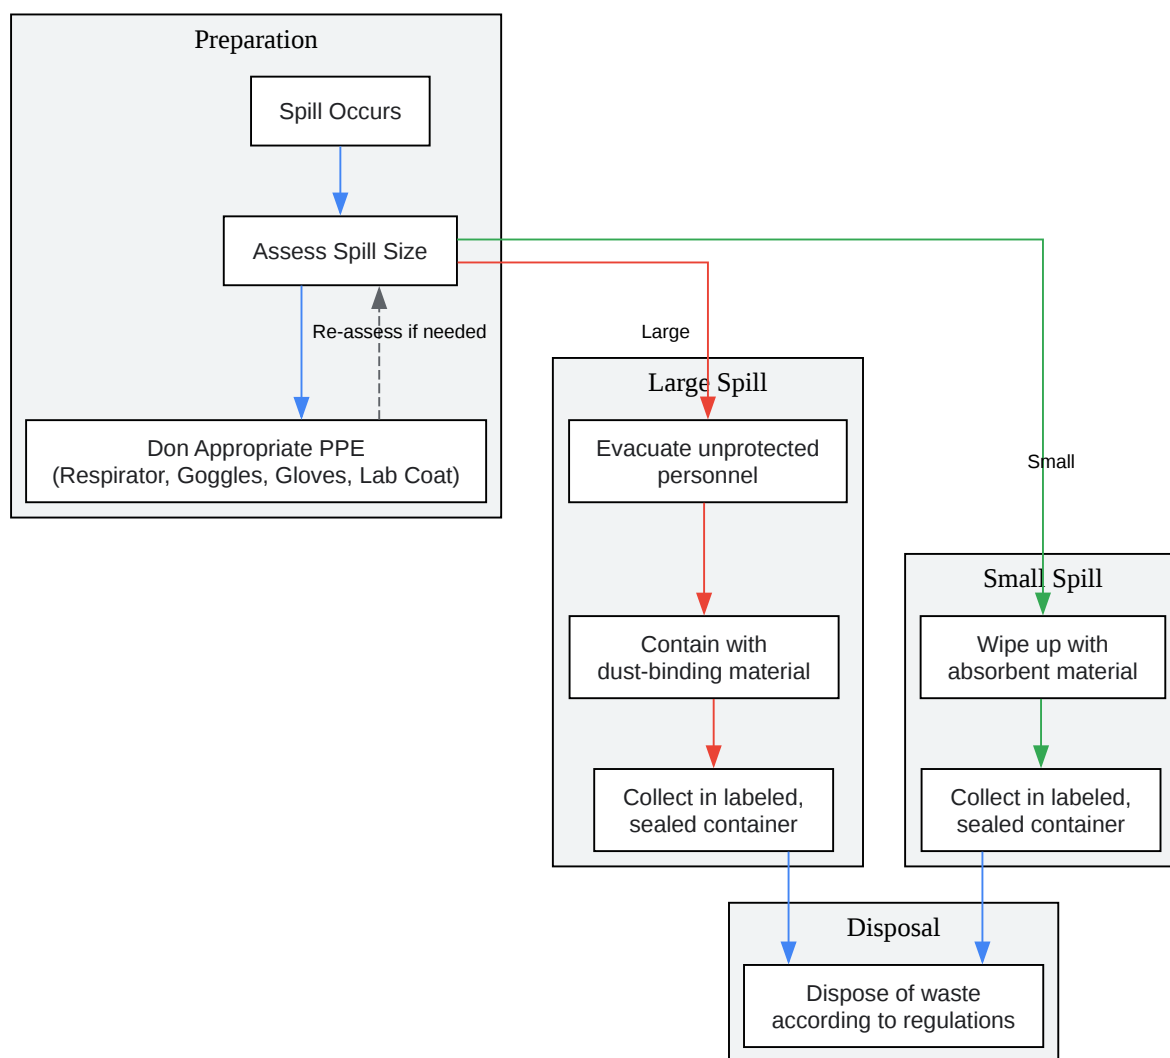 Preparation
Spill Occurs
Assess Spill Size
Re-assess if needed
Don Appropriate PPE
(Respirator, Goggles, Gloves, Lab Coat)
Large
Large Spill
Evacuate unprotected
personnel
Contain with
dust-binding material
Collect in labeled,
sealed container
Small
Small Spill
Wipe up with
absorbent material
Collect in labeled,
sealed container
Disposal
Dispose of waste
according to regulations